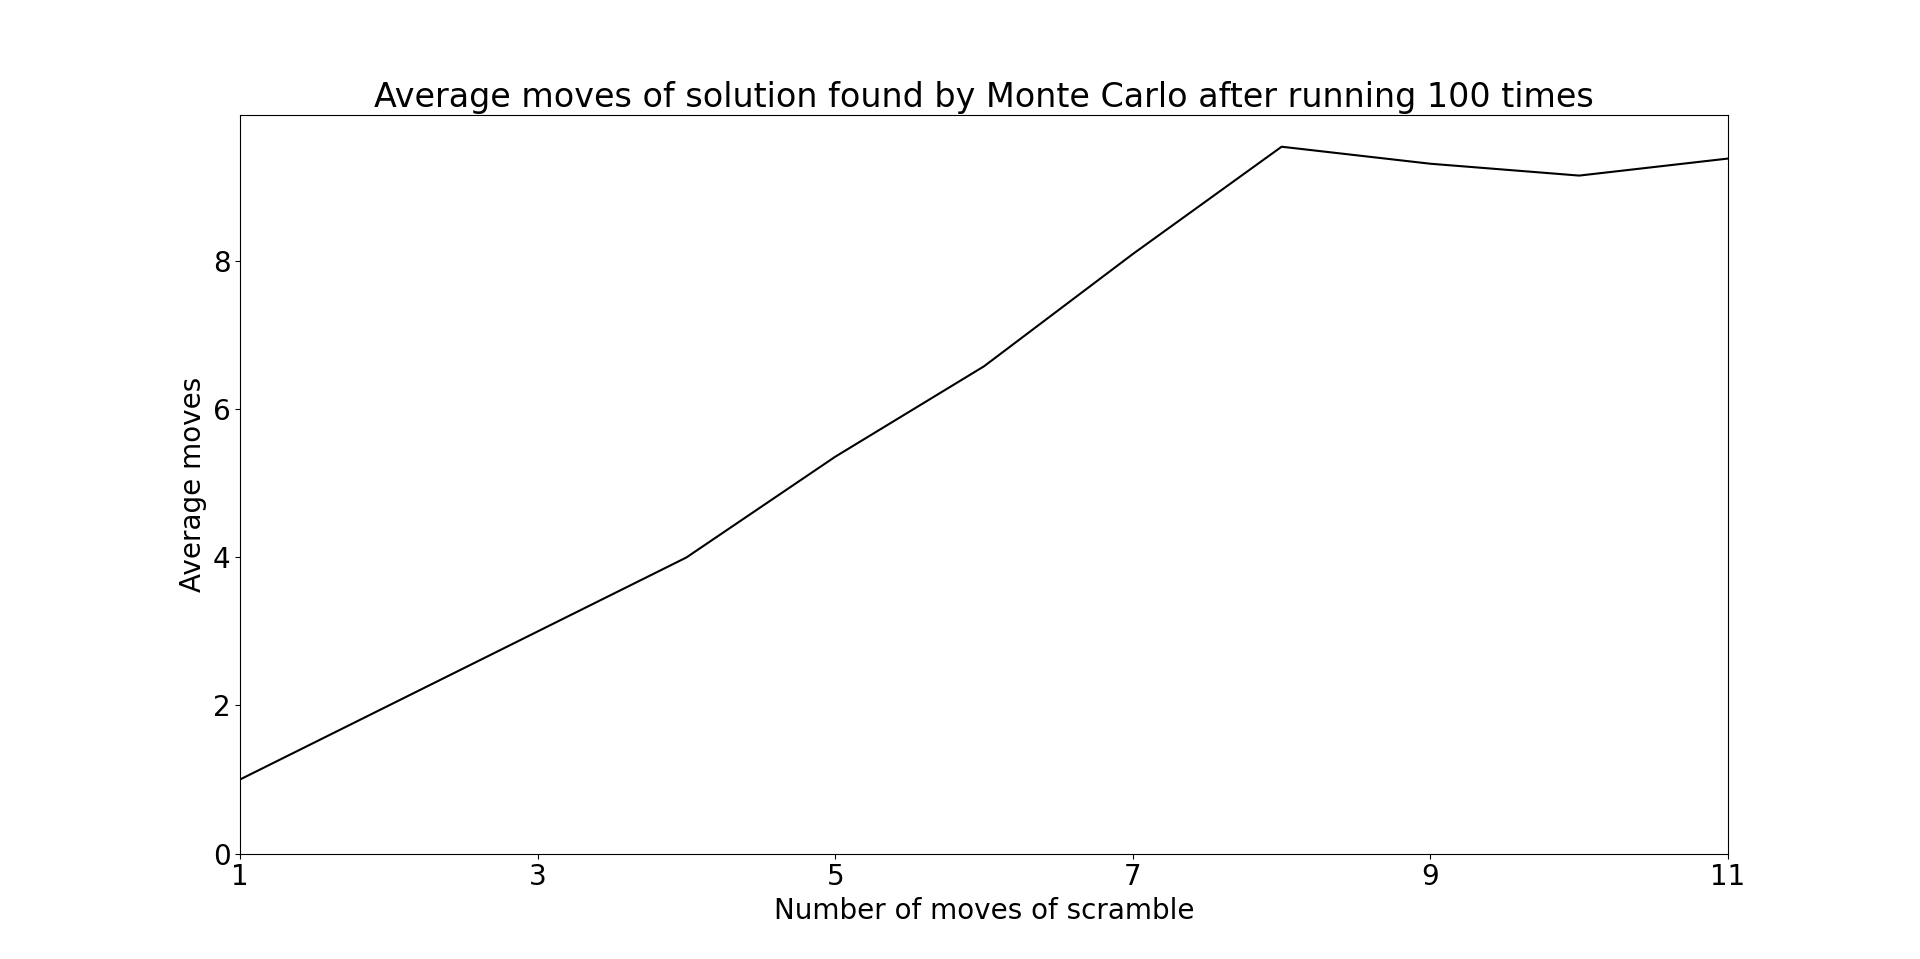 Average moves of solution found by Monte Carlo after running 100 times
8
6
4
2
0
Average moves
1 3 5 7 9 11
Number of moves of scramble